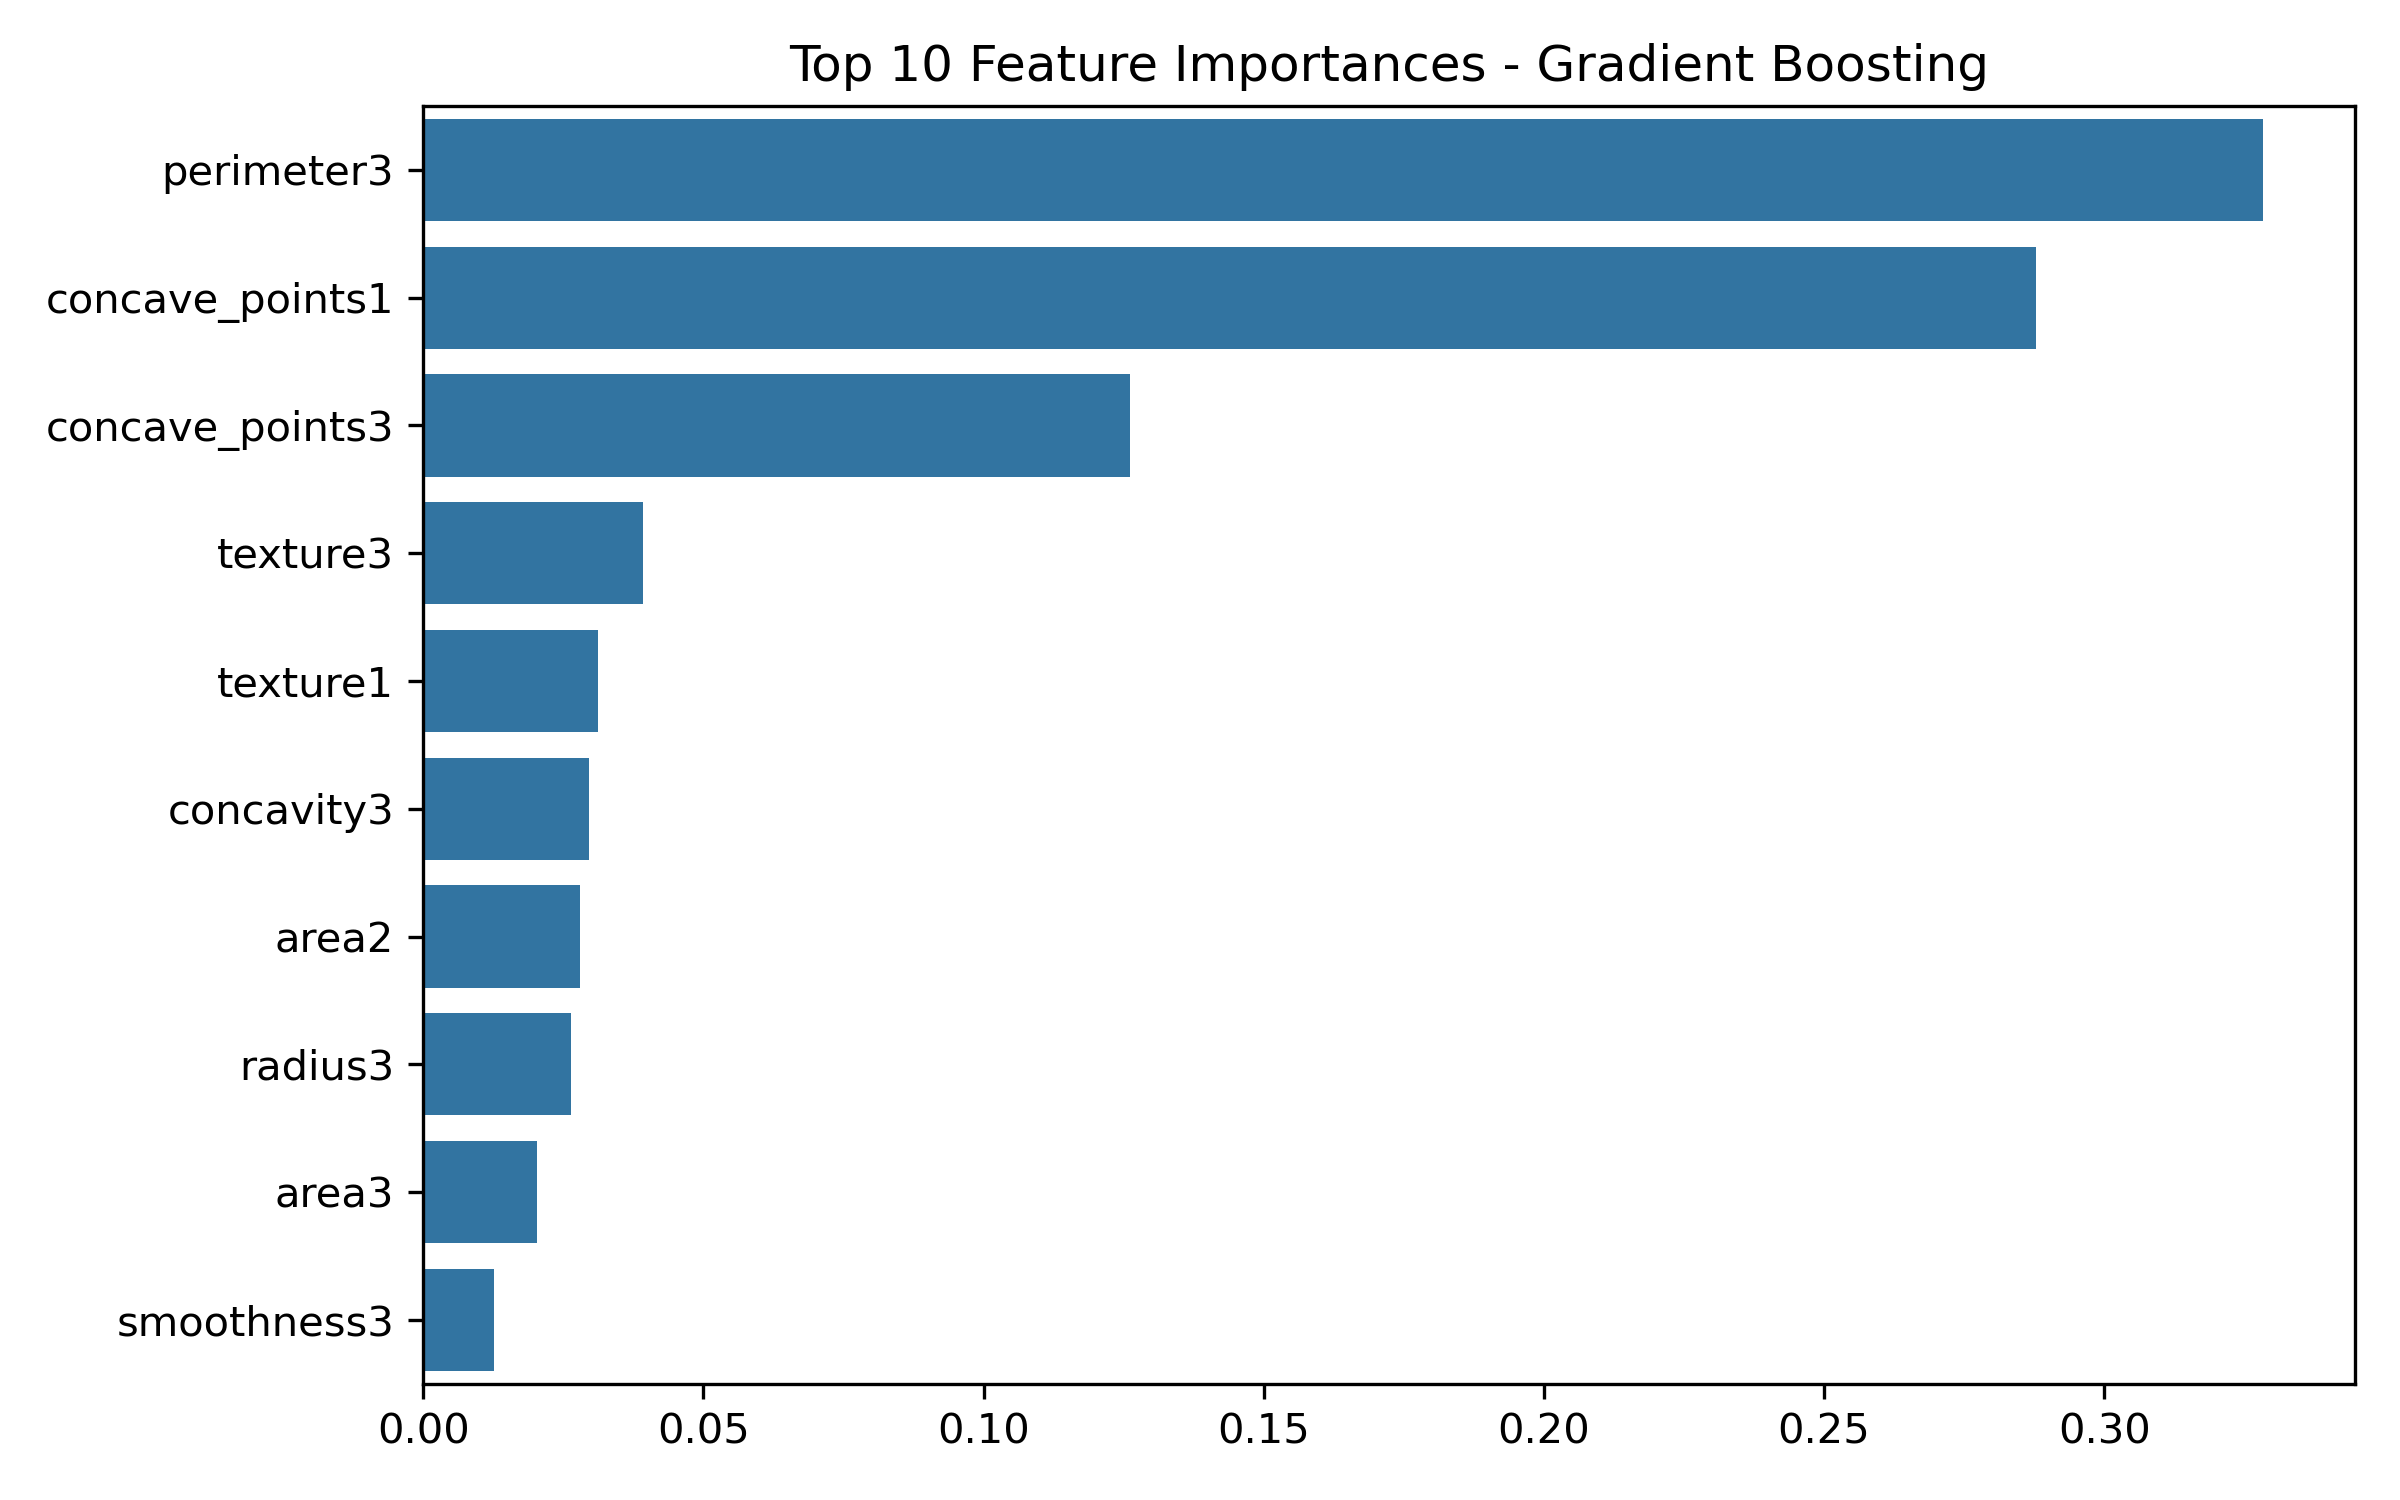 Top 10 Feature Importances - Gradient Boosting
perimeter3
concave_points1
concave_points3
texture3
texture1
concavity3
area2
radius3
area3
smoothness3
0.00 0.05 0.10 0.15 0.20 0.25 0.30